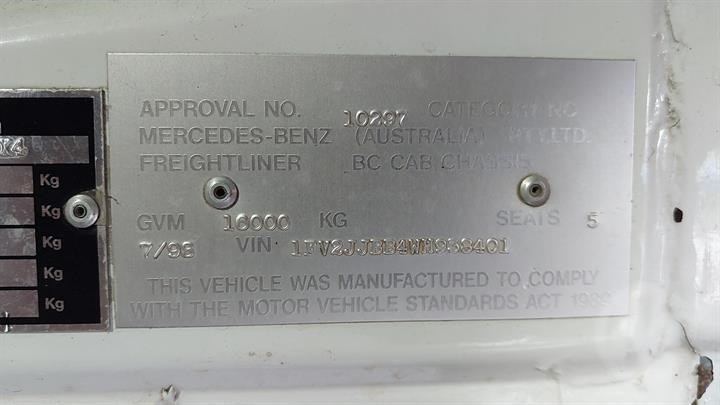 APPROVAL NO. 10297 CATEGORY NC
MERCEDES-BENZ (AUSTRALIA) PTY.LTD.
FREIGHTLINER BC CAB CHASSIS
GVM 16000 KG SEATS 5
7/98 VIN
THIS VEHICLE WAS MANUFACTURED TO COMPLY
WITH THE MOTOR VEHICLE STANDARDS ACT 1989
Kg
Kg
Kg
Kg
Kg